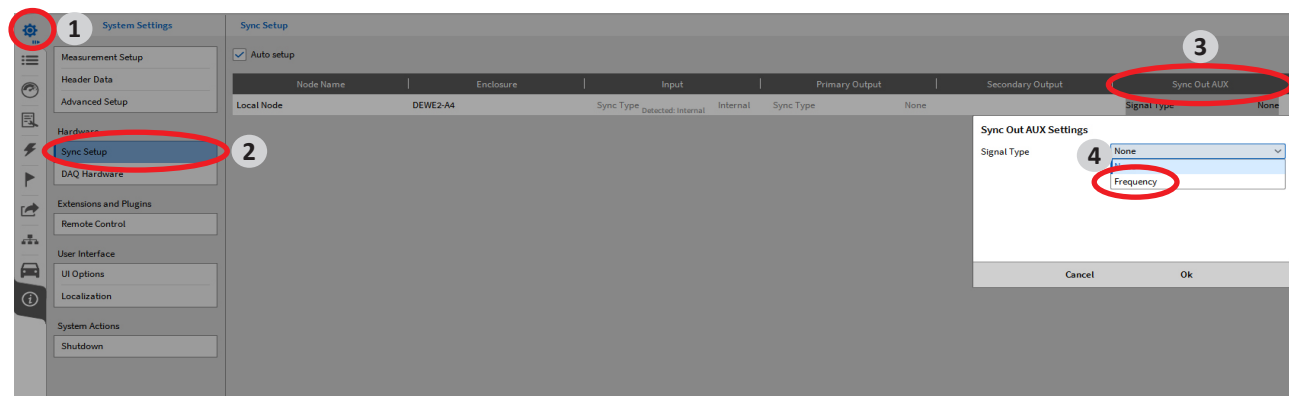 1
System Settings
Sync Setup
3
Measurement Setup
Auto setup
Header Data
Node Name
Enclosure
Input
Primary Output
Secondary Output
Sync Out AUX
Advanced Setup
Local Node
DEWE2-A4
Sync Type Detected: Internal Internal
Sync Type None
Signal Type None
Hardware
Sync Setup
2
DAQ Hardware
Sync Out AUX Settings
Signal Type
4
None
Frequency
Extensions and Plugins
Remote Control
User Interface
UI Options
Localization
Cancel
Ok
System Actions
Shutdown